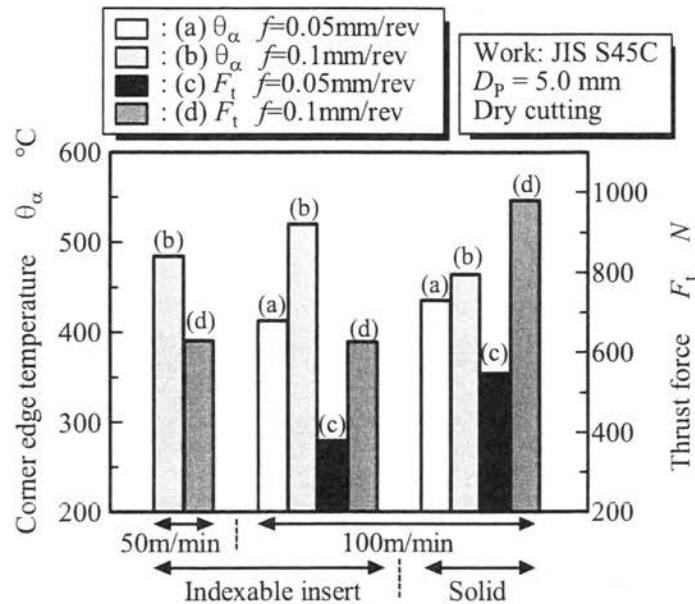 : (a) θα f=0.05mm/rev
: (b) θα f=0.1mm/rev
: (c) Ft f=0.05mm/rev
: (d) Ft f=0.1mm/rev
Work: JIS S45C
DP = 5.0 mm
Dry cutting
Corner edge temperature θα °C
600
500
400
300
200
(b)
(d)
(a)
(b)
(c)
(d)
(a)
(b)
(c)
(d)
1000
800
600
400
200
Thrust force Ft N
50m/min
100m/min
Indexable insert
Solid